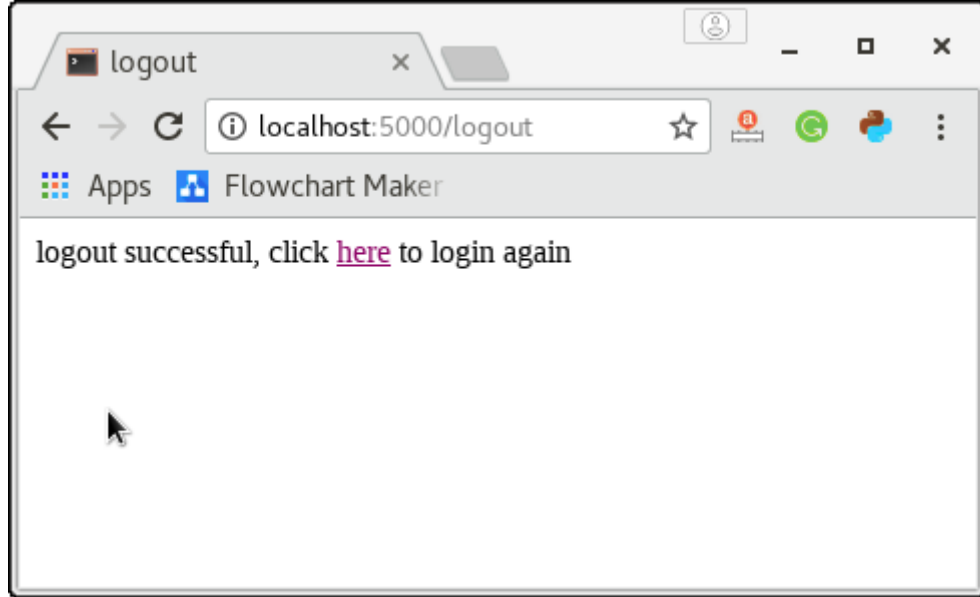 logout
localhost:5000/logout
Apps Flowchart Maker
logout successful, click here to login again